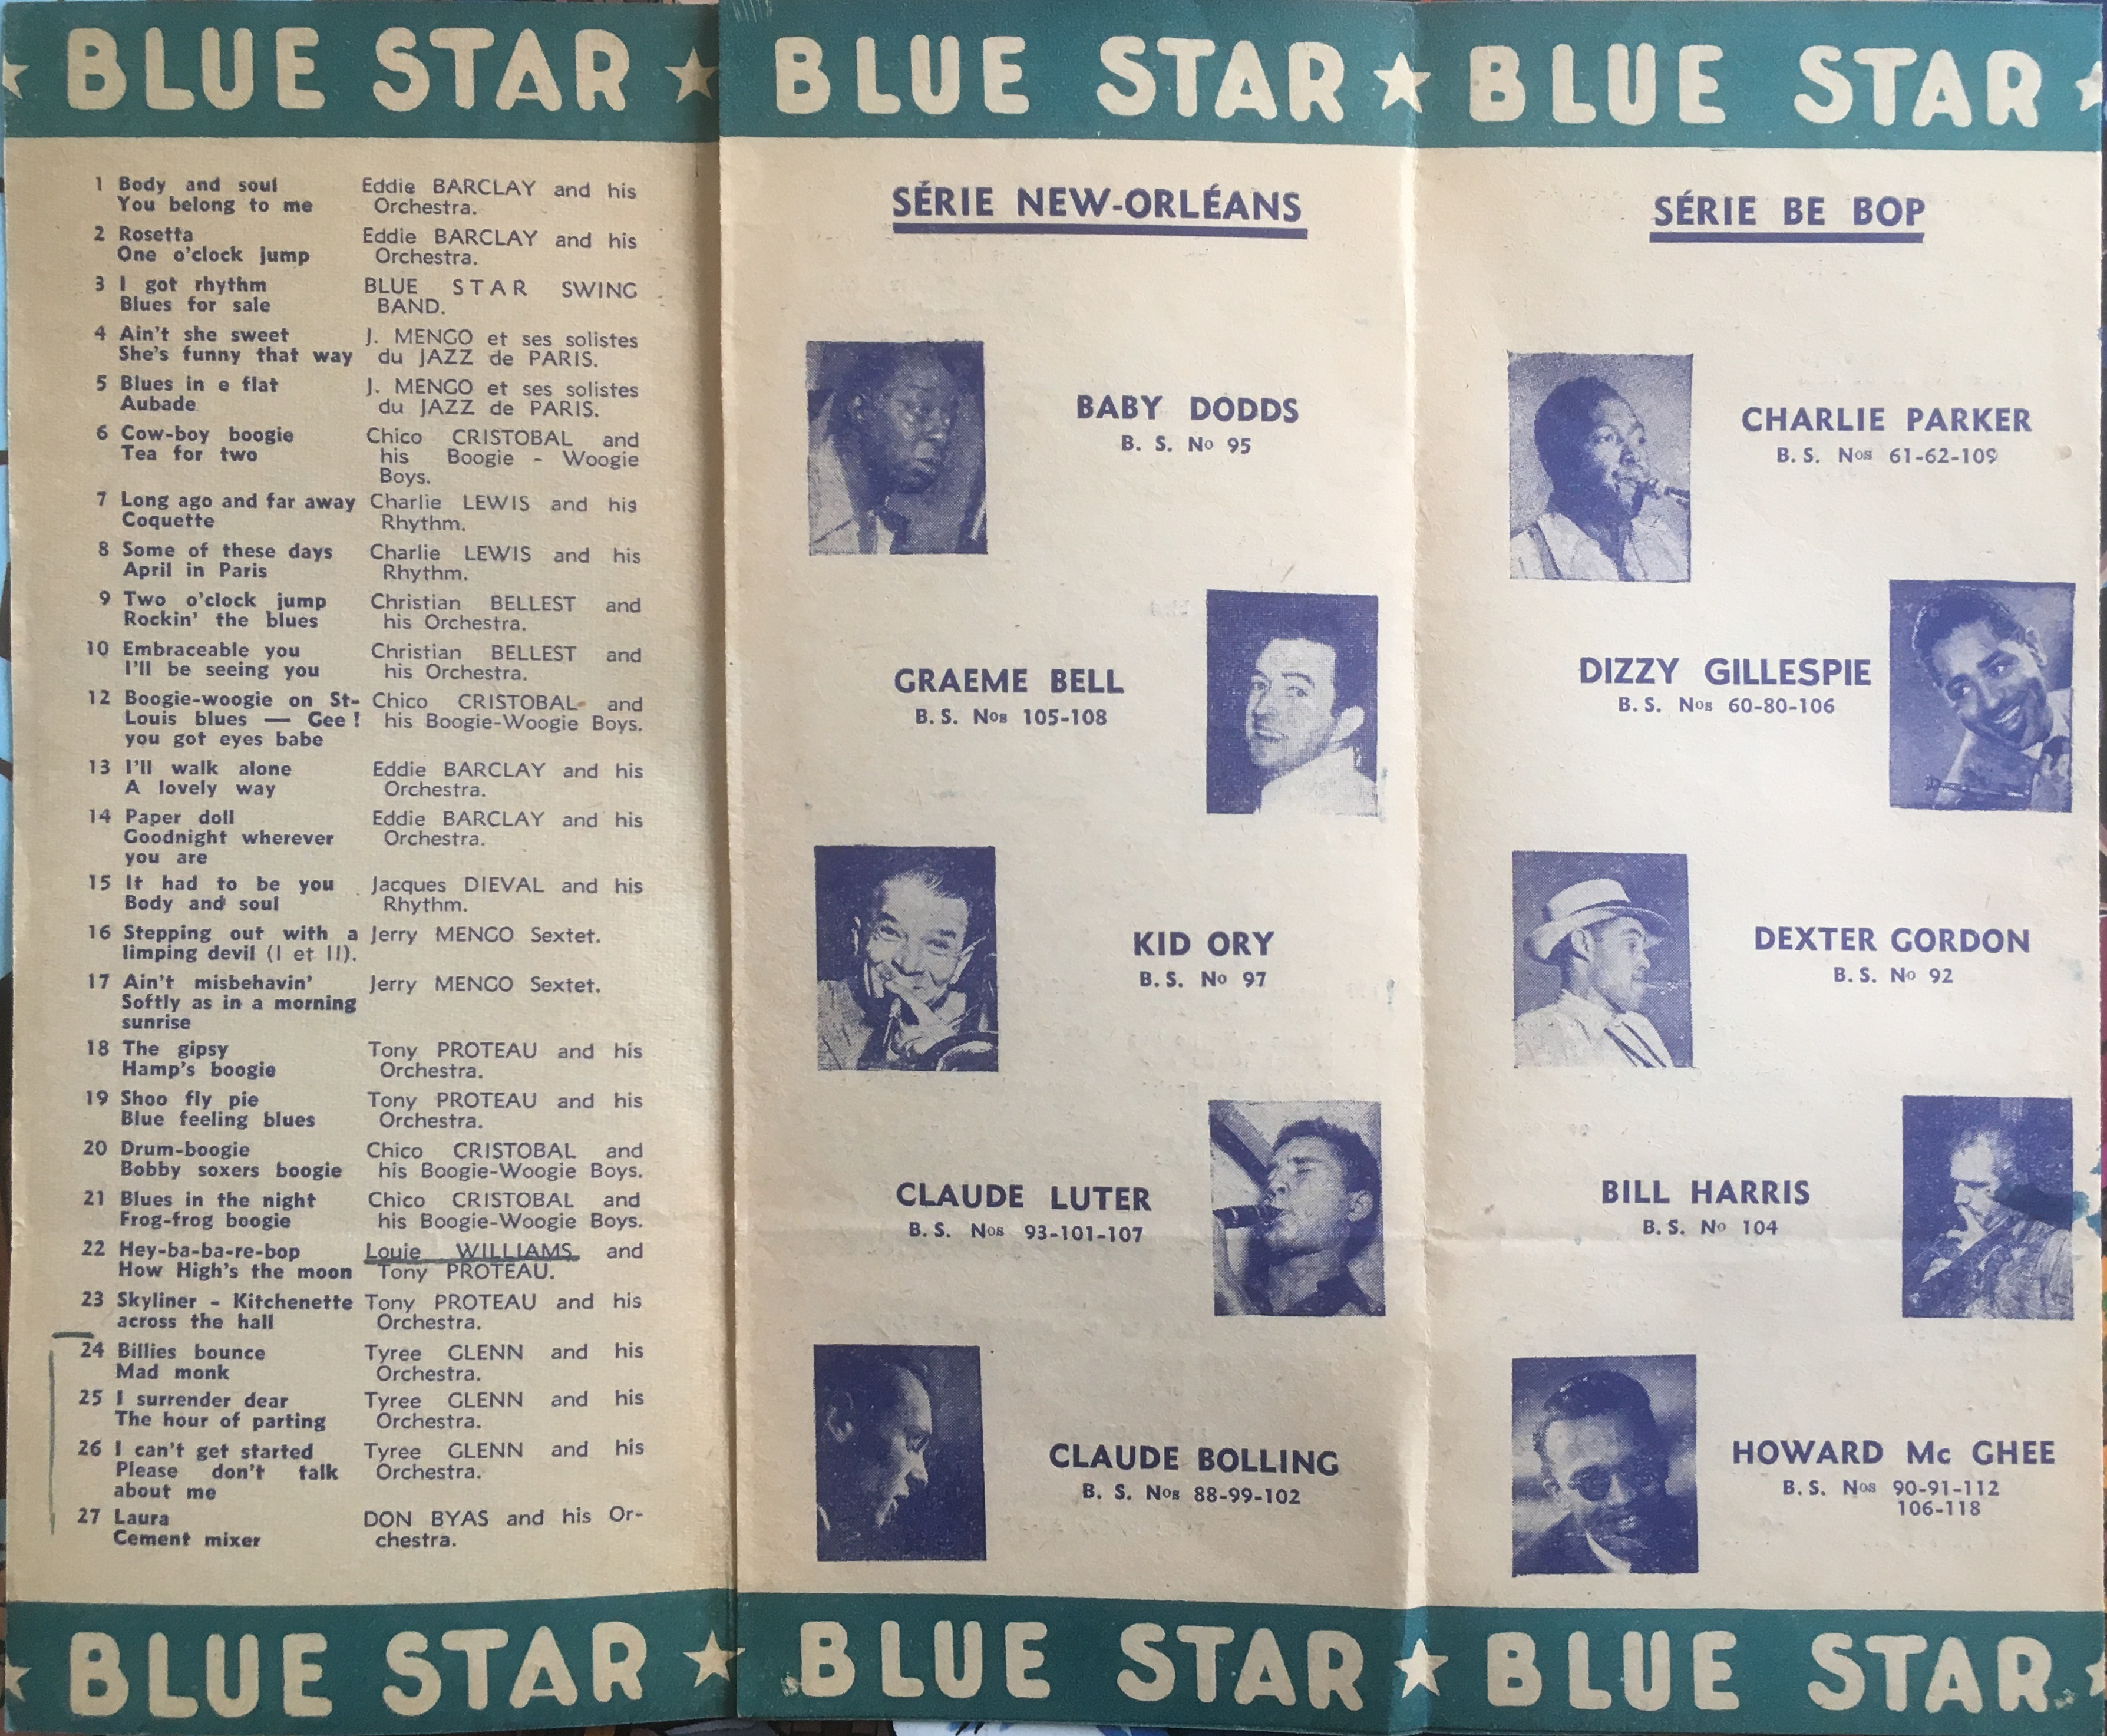 BLUE STAR
1 Body and soul Eddie BARCLAY and his
You belong to me Orchestra.
2 Rosetta Eddie BARCLAY and his
One o'clock jump Orchestra.
3 I got rhythm BLUE STAR SWING
Blues for sale BAND.
4 Ain't she sweet J. MENGO et ses solistes
She's funny that way du JAZZ de PARIS.
5 Blues in e flat J. MENGO et ses solistes
Aubade du JAZZ de PARIS.
6 Cow-boy boogie Chico CRISTOBAL and
Tea for two his Boogie - Woogie
Boys.
7 Long ago and far away Charlie LEWIS and his
Coquette Rhythm.
8 Some of these days Charlie LEWIS and his
April in Paris Rhythm.
9 Two o'clock jump Christian BELLEST and
Rockin' the blues his Orchestra.
10 Embraceable you Christian BELLEST and
I'll be seeing you his Orchestra.
12 Boogie-woogie on St- Chico CRISTOBAL and
Louis blues — Gee ! his Boogie-Woogie Boys.
you got eyes babe
13 I'll walk alone Eddie BARCLAY and his
A lovely way Orchestra.
14 Paper doll Eddie BARCLAY and his
Goodnight wherever Orchestra.
you are
15 It had to be you Jacques DIEVAL and his
Body and soul Rhythm.
16 Stepping out with a Jerry MENGO Sextet.
limping devil (I et II).
17 Ain't misbehavin' Jerry MENGO Sextet.
Softly as in a morning
sunrise
18 The gipsy Tony PROTEAU and his
Hamp's boogie Orchestra.
19 Shoo fly pie Tony PROTEAU and his
Blue feeling blues Orchestra.
20 Drum-boogie Chico CRISTOBAL and
Bobby soxers boogie his Boogie-Woogie Boys.
21 Blues in the night Chico CRISTOBAL and
Frog-frog boogie his Boogie-Woogie Boys.
22 Hey-ba-ba-re-bop Louie WILLIAMS and
How High's the moon Tony PROTEAU.
23 Skyliner - Kitchenette Tony PROTEAU and his
across the hall Orchestra.
24 Billies bounce Tyree GLENN and his
Mad monk Orchestra.
25 I surrender dear Tyree GLENN and his
The hour of parting Orchestra.
26 I can't get started Tyree GLENN and his
Please don't talk Orchestra.
about me
27 Laura DON BYAS and his Or-
Cement mixer chestra.
BLUE STAR
BLUE STAR
SÉRIE NEW-ORLÉANS
BABY DODDS
B. S. No 95
GRAEME BELL
B. S. Nos 105-108
KID ORY
B. S. No 97
CLAUDE LUTER
B. S. Nos 93-101-107
CLAUDE BOLLING
B. S. Nos 88-99-102
BLUE STAR
BLUE STAR
SÉRIE BE BOP
CHARLIE PARKER
B. S. Nos 61-62-109
DIZZY GILLESPIE
B. S. Nos 60-80-106
DEXTER GORDON
B. S. No 92
BILL HARRIS
B. S. No 104
HOWARD Mc GHEE
B. S. Nos 90-91-112
106-118
BLUE STAR